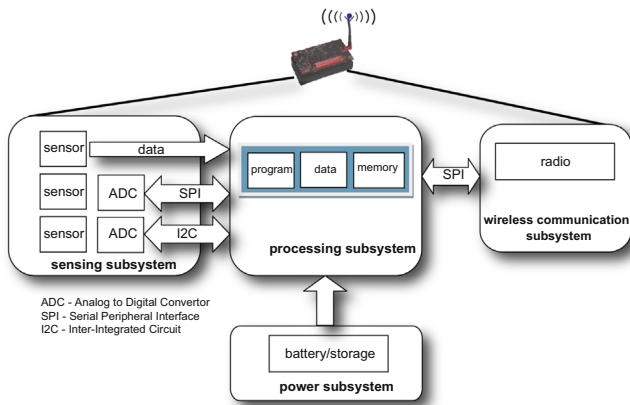 sensor
data
sensor
ADC
SPI
sensor
ADC
I2C
sensing subsystem
program
data
memory
processing subsystem
SPI
radio
wireless communication
subsystem
ADC - Analog to Digital Convertor
SPI - Serial Peripheral Interface
I2C - Inter-Integrated Circuit
battery/storage
power subsystem